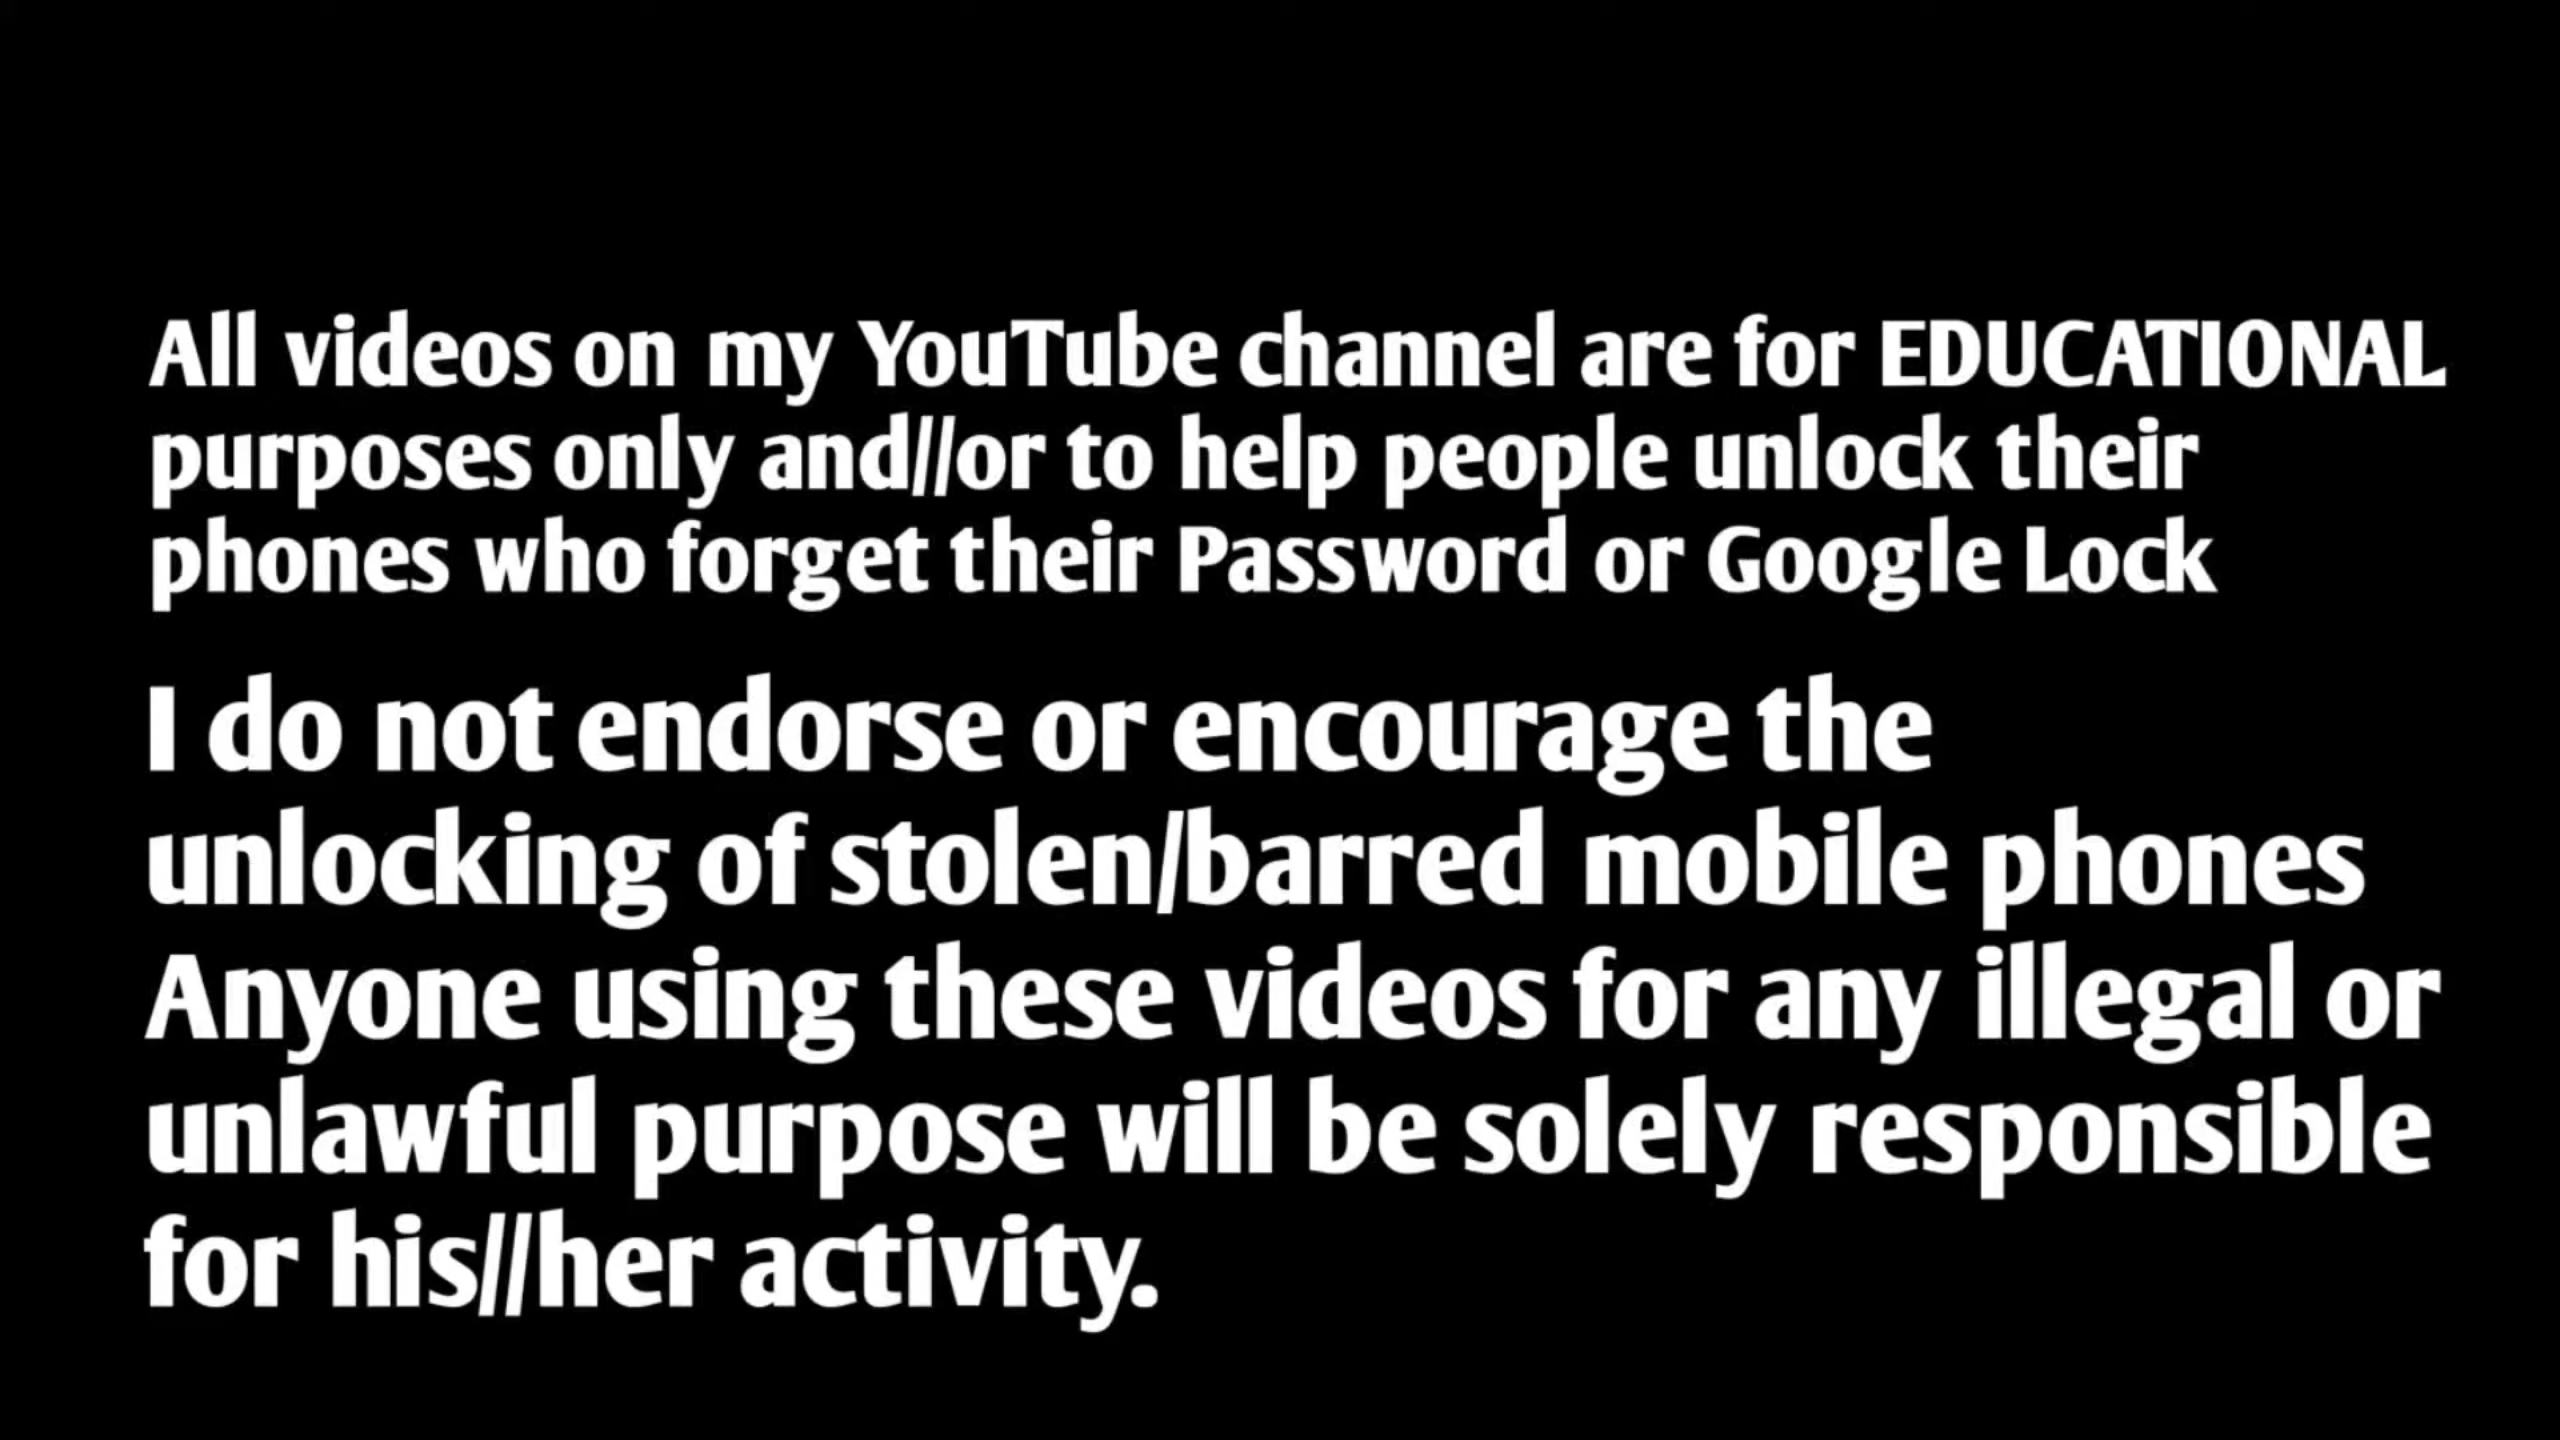 All videos on my YouTube channel are for EDUCATIONAL
purposes only and//or to help people unlock their
phones who forget their Password or Google Lock
I do not endorse or encourage the
unlocking of stolen/barred mobile phones
Anyone using these videos for any illegal or
unlawful purpose will be solely responsible
for his//her activity.